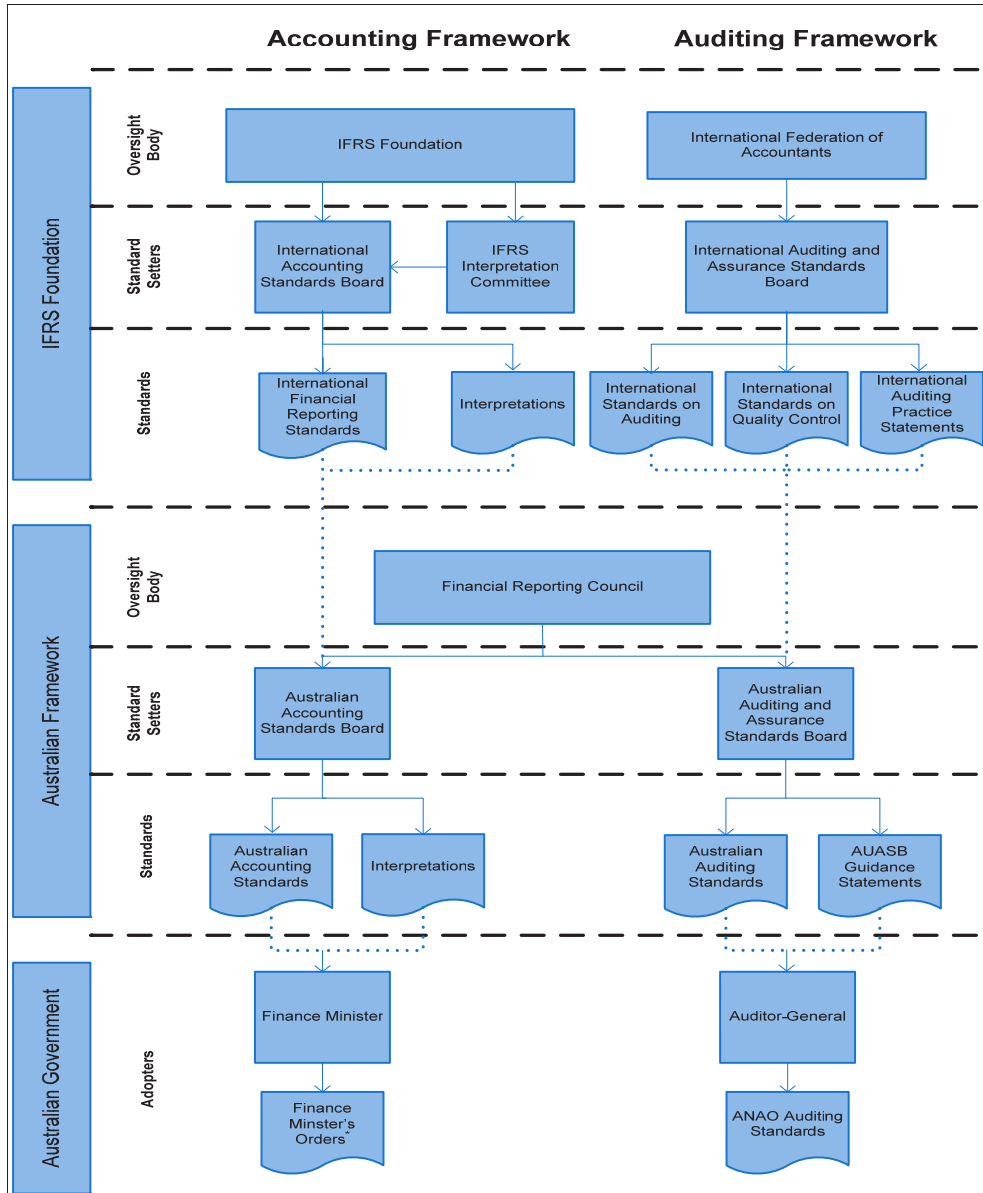 Accounting Framework
Auditing Framework
IFRS Foundation
Oversight
Body
IFRS Foundation
International Federation of
Accountants
Standard
Setters
International
Accounting
Standards Board
IFRS
Interpretation
Committee
International Auditing and
Assurance Standards
Board
Standards
International
Financial
Reporting
Standards
Interpretations
International
Standards on
Auditing
International
Standards on
Quality Control
International
Auditing
Practice
Statements
Australian Framework
Oversight
Body
Financial Reporting Council
Standard
Setters
Australian
Accounting
Standards Board
Australian
Auditing and
Assurance
Standards Board
Standards
Australian
Accounting
Standards
Interpretations
Australian
Auditing
Standards
AUASB
Guidance
Statements
Australian Government
Adopters
Finance Minister
Auditor-General
Finance
Minster's
Orders*
ANAO Auditing
Standards